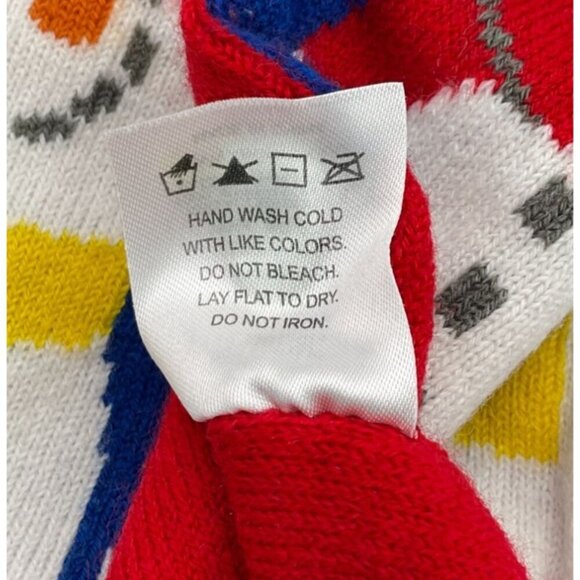 HAND WASH COLD
WITH LIKE COLORS.
DO NOT BLEACH.
LAY FLAT TO DRY.
DO NOT IRON.